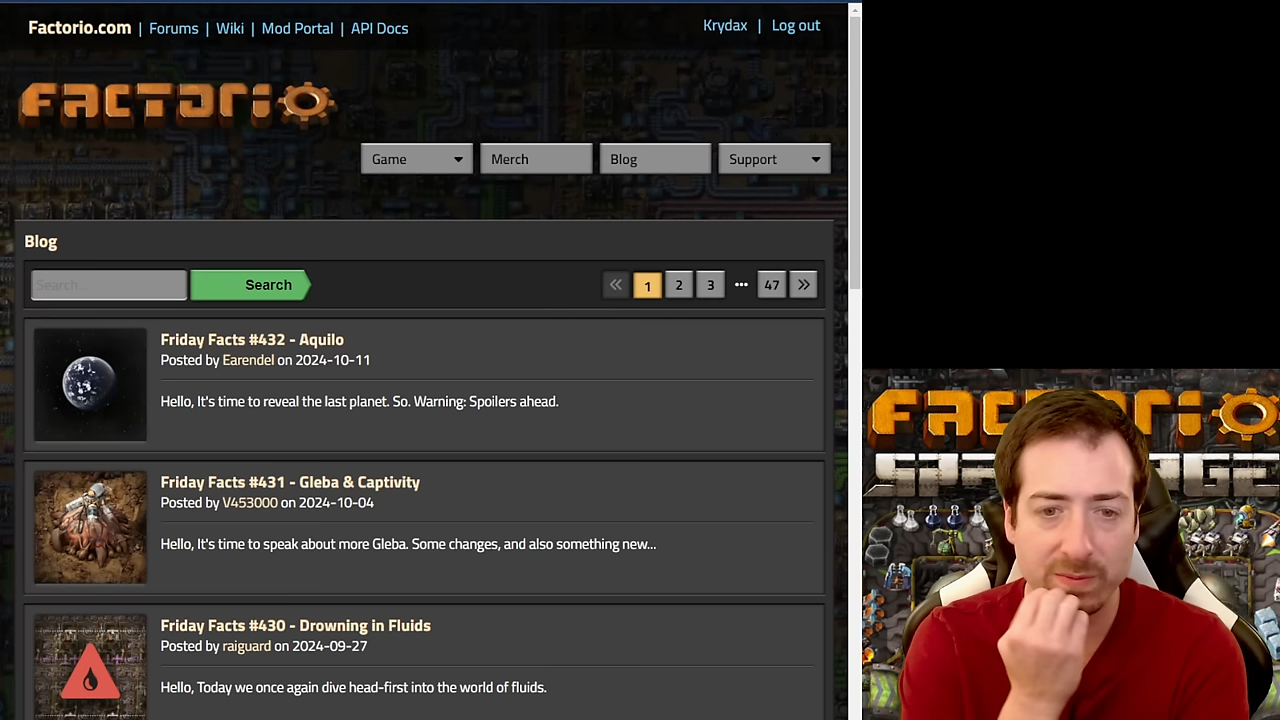 Factorio.com | Forums | Wiki | Mod Portal | API Docs
Krydax | Log out
FACTORIO
Game
Merch
Blog
Support
Blog
Search...
Search
« 1 2 3 ••• 47 »
Friday Facts #432 - Aquilo
Posted by Earendel on 2024-10-11
Hello, It's time to reveal the last planet. So. Warning: Spoilers ahead.
Friday Facts #431 - Gleba & Captivity
Posted by V453000 on 2024-10-04
Hello, It's time to speak about more Gleba. Some changes, and also something new...
Friday Facts #430 - Drowning in Fluids
Posted by raiguard on 2024-09-27
Hello, Today we once again dive head-first into the world of fluids.